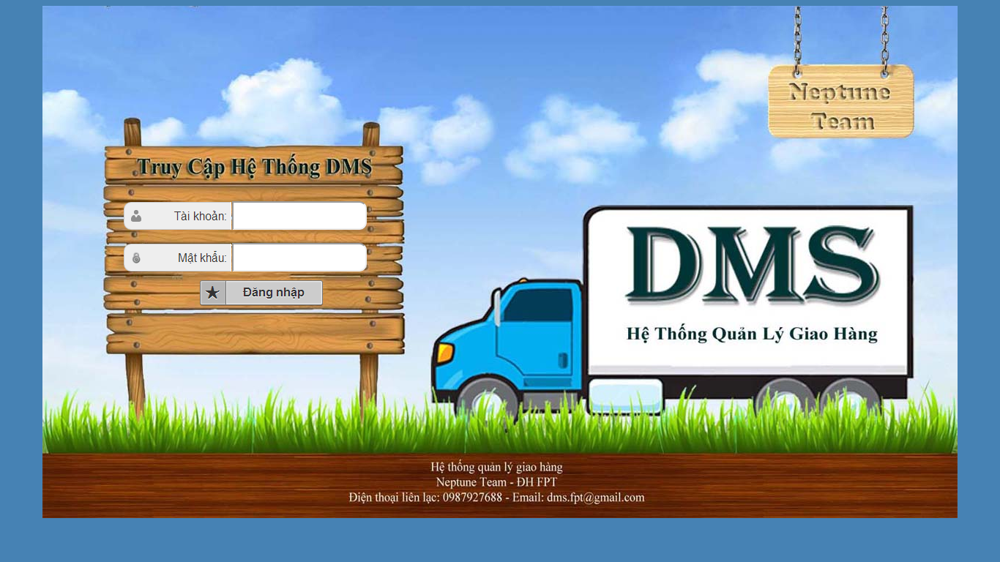 Neptune
Team
Truy Cập Hệ Thống DMS
Tài khoản:
Mật khẩu:
Đăng nhập
DMS
Hệ Thống Quản Lý Giao Hàng
Hệ thống quản lý giao hàng
Neptune Team - ĐH FPT
Điện thoại liên lạc: 0987927688 - Email: dms.fpt@gmail.com